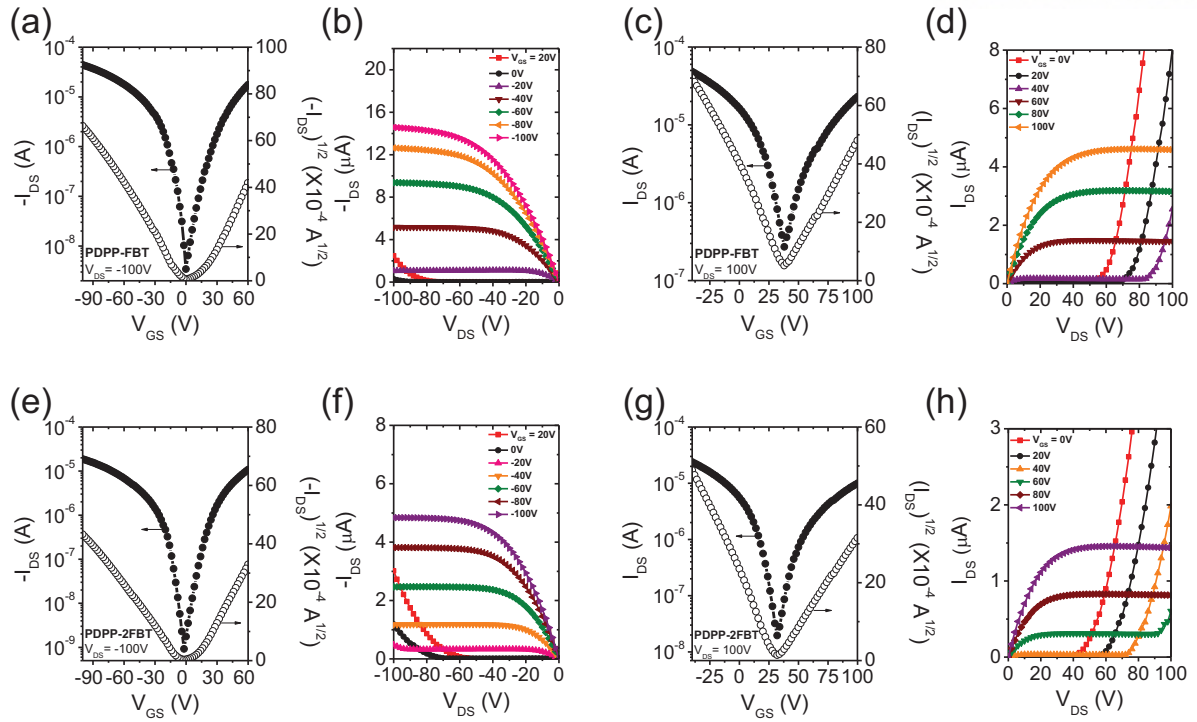 (a)
10⁻⁴
10⁻⁵
10⁻⁶
10⁻⁷
10⁻⁸
-I_DS (A)
100
80
60
40
20
0
(-I_DS)^1/2 (X10⁻⁴ A^1/2)
PDPP-FBT
V_DS= -100V
-90 -60 -30 0 30 60
V_GS (V)
(b)
20
16
12
8
4
0
-I_DS (μA)
V_GS = 20V
0V
-20V
-40V
-60V
-80V
-100V
-100 -80 -60 -40 -20 0
V_DS (V)
(c)
10⁻⁴
10⁻⁵
10⁻⁶
10⁻⁷
I_DS (A)
80
60
40
20
0
(I_DS)^1/2 (X10⁻⁴ A^1/2)
PDPP-FBT
V_DS= 100V
-25 0 25 50 75 100
V_GS (V)
(d)
8
6
4
2
0
I_DS (μA)
V_GS = 0V
20V
40V
60V
80V
100V
0 20 40 60 80 100
V_DS (V)
(e)
10⁻⁴
10⁻⁵
10⁻⁶
10⁻⁷
10⁻⁸
10⁻⁹
-I_DS (A)
80
60
40
20
0
(-I_DS)^1/2 (X10⁻⁴ A^1/2)
PDPP-2FBT
V_DS= -100V
-90 -60 -30 0 30 60
V_GS (V)
(f)
8
6
4
2
0
-I_DS (μA)
V_GS = 20V
0V
-20V
-40V
-60V
-80V
-100V
-100 -80 -60 -40 -20 0
V_DS (V)
(g)
10⁻⁴
10⁻⁵
10⁻⁶
10⁻⁷
10⁻⁸
I_DS (A)
60
50
40
30
20
10
0
(I_DS)^1/2 (X10⁻⁴ A^1/2)
PDPP-2FBT
V_DS= 100V
-25 0 25 50 75 100
V_GS (V)
(h)
3
2
1
0
I_DS (μA)
V_GS = 0V
20V
40V
60V
80V
100V
0 20 40 60 80 100
V_DS (V)